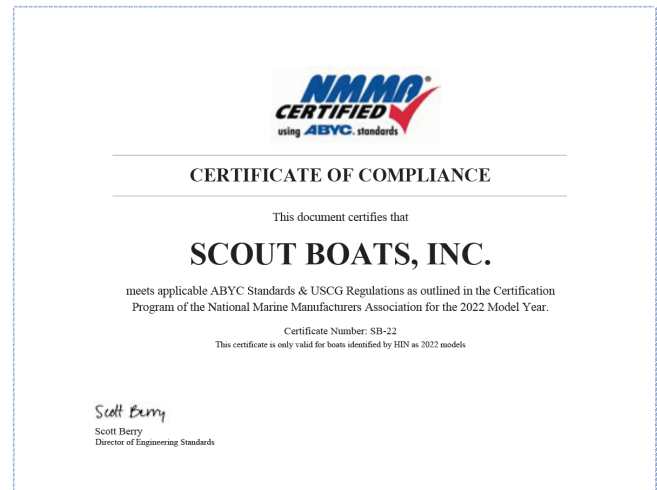 NMMA
CERTIFIED
using ABYC. standards
CERTIFICATE OF COMPLIANCE
This document certifies that
SCOUT BOATS, INC.
meets applicable ABYC Standards & USCG Regulations as outlined in the Certification
Program of the National Marine Manufacturers Association for the 2022 Model Year.
Certificate Number: SB-22
This certificate is only valid for boats identified by HIN as 2022 models
Scott Berry
Scott Berry
Director of Engineering Standards